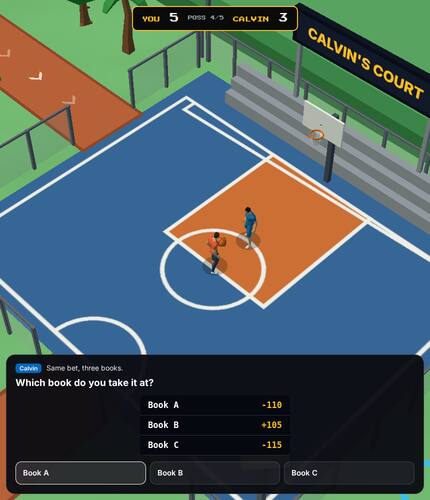 YOU 5 POSS 4/5 CALVIN 3
CALVIN'S COURT
Calvin Same bet, three books.
Which book do you take it at?
Book A -110
Book B +105
Book C -115
Book A Book B Book C